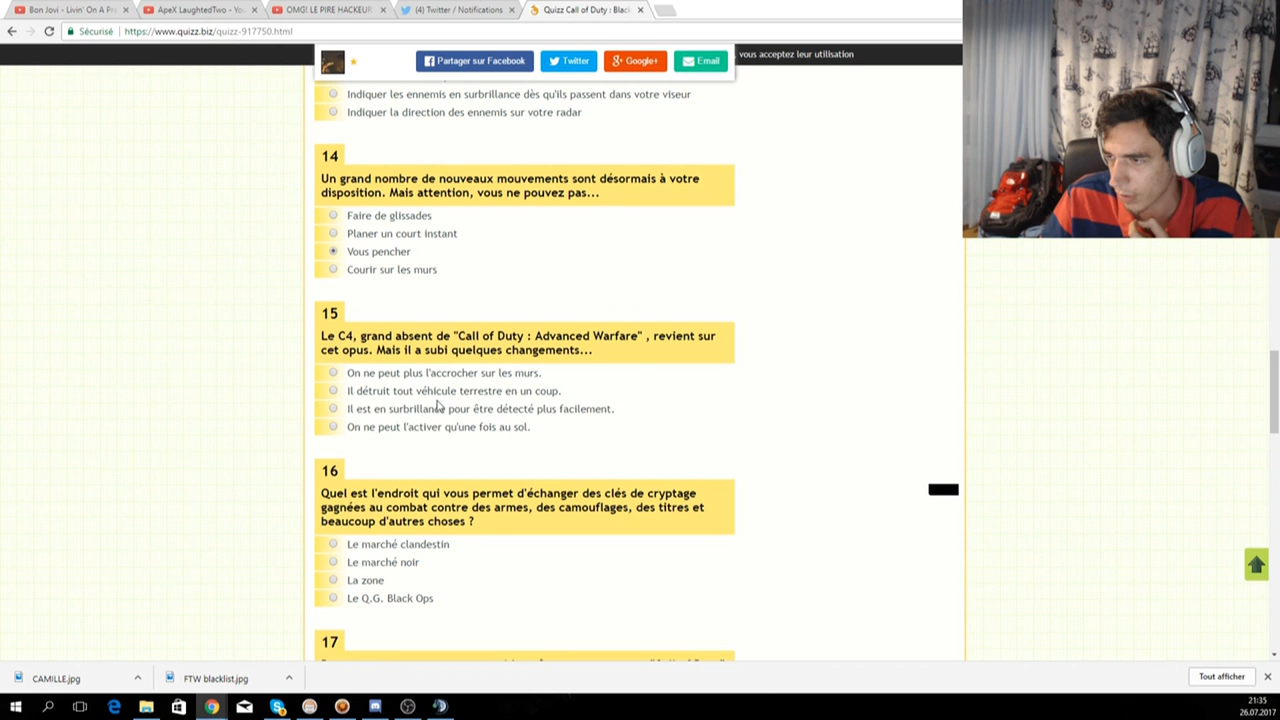 Bon Jovi - Livin' On A Pr
ApeX LaughtedTwo - Yo
OMG! LE PIRE HACKEUR
(4) Twitter / Notifications
Quizz Call of Duty : Blac
Sécurisé
https://www.quizz.biz/quizz-917750.html
Partager sur Facebook
Twitter
Google+
Email
vous acceptez leur utilisation
Indiquer les ennemis en surbrillance dès qu'ils passent dans votre viseur
Indiquer la direction des ennemis sur votre radar
14
Un grand nombre de nouveaux mouvements sont désormais à votre
disposition. Mais attention, vous ne pouvez pas...
Faire de glissades
Planer un court instant
Vous pencher
Courir sur les murs
15
Le C4, grand absent de "Call of Duty : Advanced Warfare" , revient sur
cet opus. Mais il a subi quelques changements...
On ne peut plus l'accrocher sur les murs.
Il détruit tout véhicule terrestre en un coup.
Il est en surbrillance pour être détecté plus facilement.
On ne peut l'activer qu'une fois au sol.
16
Quel est l'endroit qui vous permet d'échanger des clés de cryptage
gagnées au combat contre des armes, des camouflages, des titres et
beaucoup d'autres choses ?
Le marché clandestin
Le marché noir
La zone
Le Q.G. Black Ops
17
CAMILLE.jpg
FTW blacklist.jpg
Tout afficher
21:35
26.07.2017